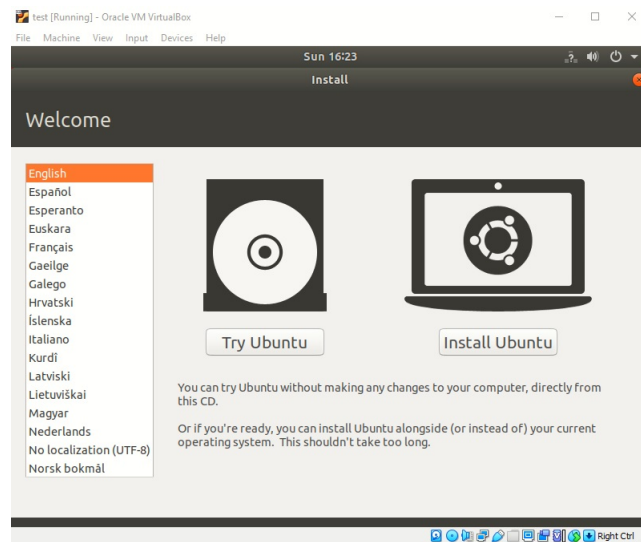 test [Running] - Oracle VM VirtualBox
File Machine View Input Devices Help
Sun 16:23
Install
Welcome
English
Español
Esperanto
Euskara
Français
Gaeilge
Galego
Hrvatski
Íslenska
Italiano
Kurdî
Latviski
Lietuviškai
Magyar
Nederlands
No localization (UTF-8)
Norsk bokmål
Try Ubuntu
Install Ubuntu
You can try Ubuntu without making any changes to your computer, directly from
this CD.
Or if you're ready, you can install Ubuntu alongside (or instead of) your current
operating system. This shouldn't take too long.
Right Ctrl